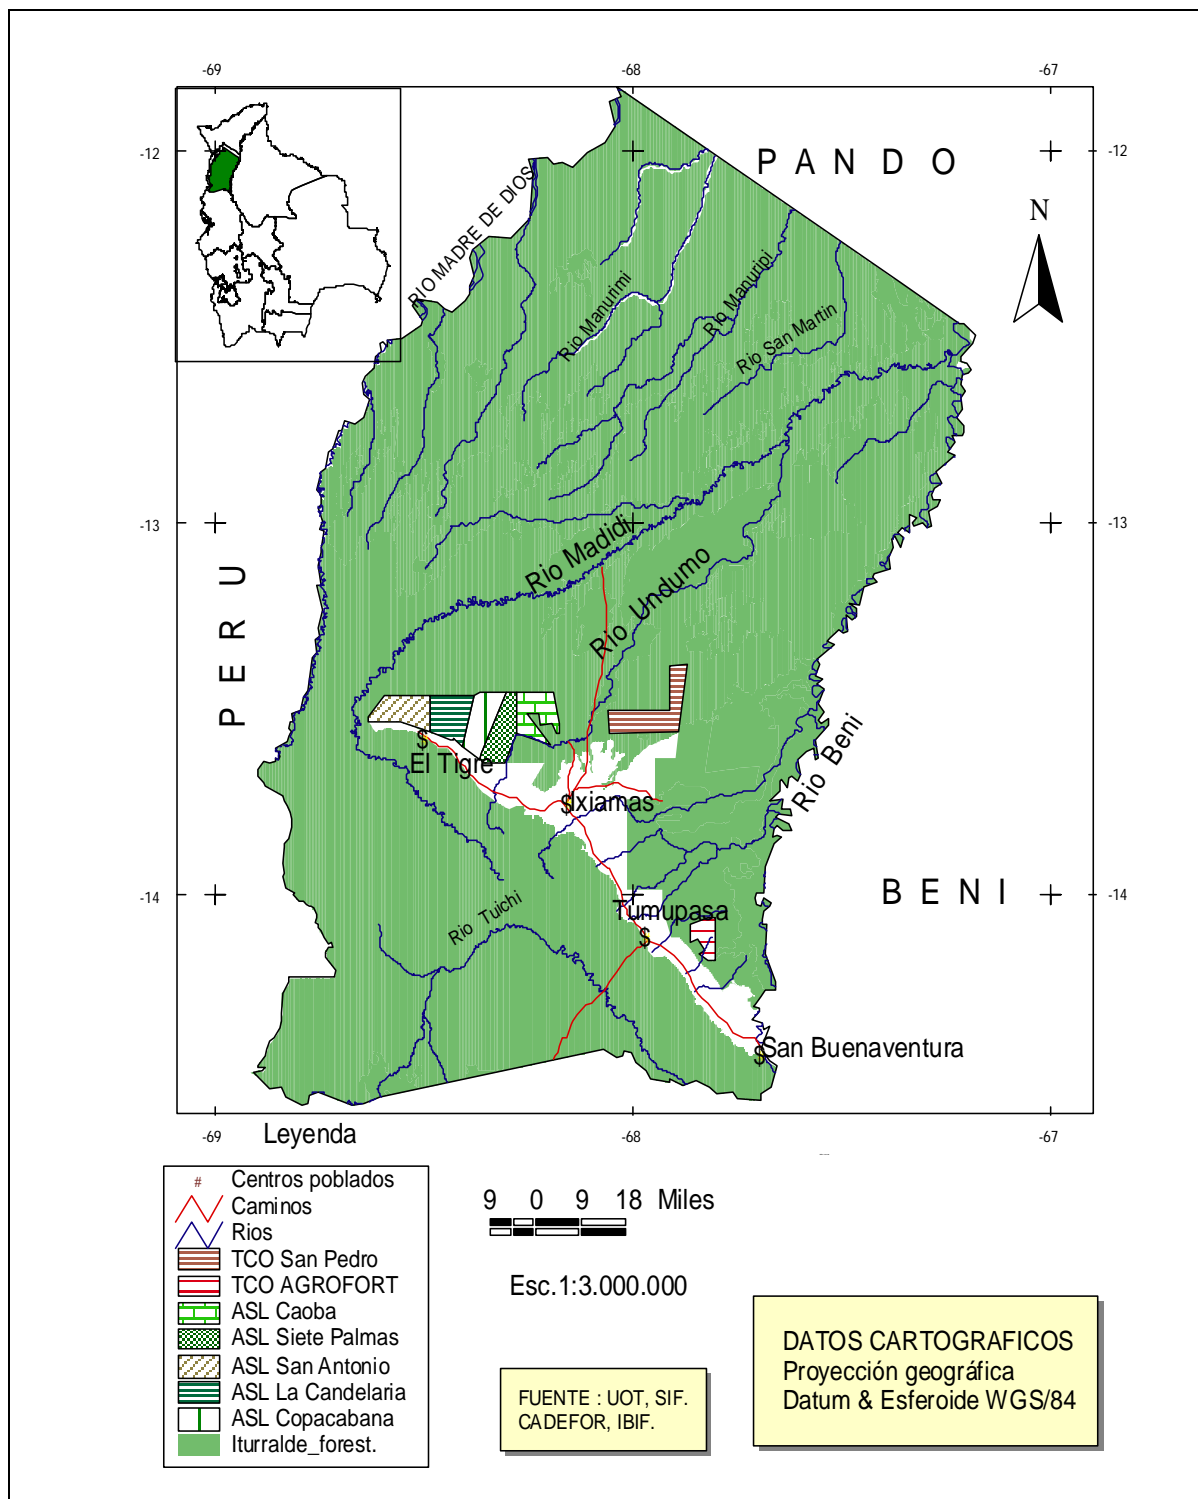 -69
-68
-67
-12
-12
PANDO
N
RIO MADRE DE DIOS
Rio Manurimi
Rio Manuripi
Rio San Martin
-13
-13
Rio Madidi
Rio Undumo
PERU
$
El Tigre
$
Ixiamas
Rio Beni
-14
-14
BENI
Tumupasa
$
Rio Tuichi
$
San Buenaventura
-69
-68
-67
Leyenda
# Centros poblados
Caminos
Rios
TCO San Pedro
TCO AGROFORT
ASL Caoba
ASL Siete Palmas
ASL San Antonio
ASL La Candelaria
ASL Copacabana
Iturralde_forest.
9 0 9 18 Miles
Esc.1:3.000.000
FUENTE : UOT, SIF.
CADEFOR, IBIF.
DATOS CARTOGRAFICOS
Proyección geográfica
Datum & Esferoide WGS/84